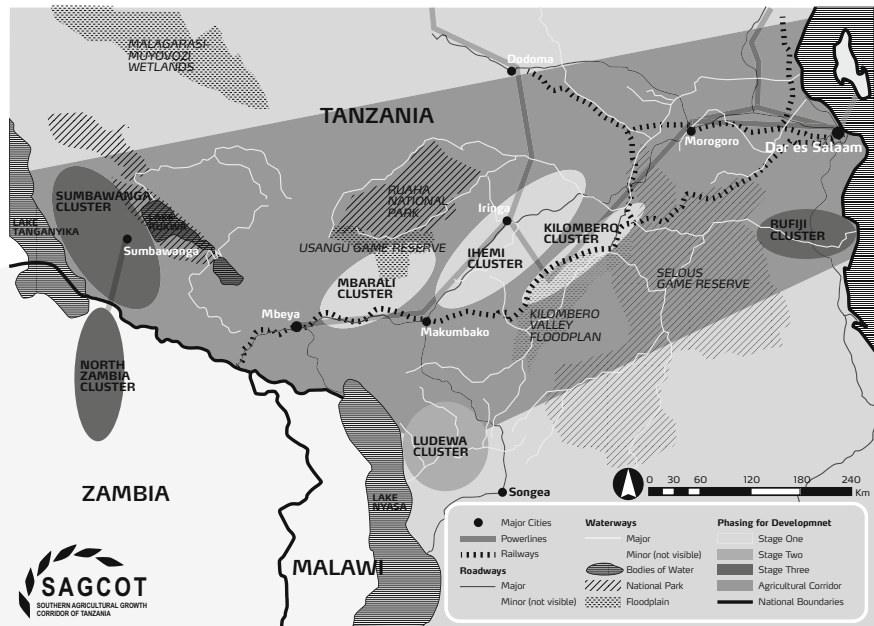 MALAGARASI-
MUYOVOZI
WETLANDS
Dodoma
TANZANIA
Morogoro
Dar es Salaam
RUAHA
NATIONAL
PARK
SUMBAWANGA
CLUSTER
LAKE
RUKWA
LAKE
TANGANYIKA
Sumbawanga
Iringa
USANGU GAME RESERVE
KILOMBERO
CLUSTER
RUFIJI
CLUSTER
IHEMI
CLUSTER
MBARALI
CLUSTER
SELOUS
GAME RESERVE
Mbeya
Makumbako
KILOMBERO
VALLEY
FLOODPLAN
NORTH
ZAMBIA
CLUSTER
LUDEWA
CLUSTER
ZAMBIA
LAKE
NYASA
Songea
MALAWI
0 30 60 120 180 240
Km
SAGCOT
SOUTHERN AGRICULTURAL GROWTH
CORRIDOR OF TANZANIA
Major Cities
Powerlines
Railways
Roadways
Major
Minor (not visible)
Waterways
Major
Minor (not visible)
Bodies of Water
National Park
Floodplain
Phasing for Developmnet
Stage One
Stage Two
Stage Three
Agricultural Corridor
National Boundaries